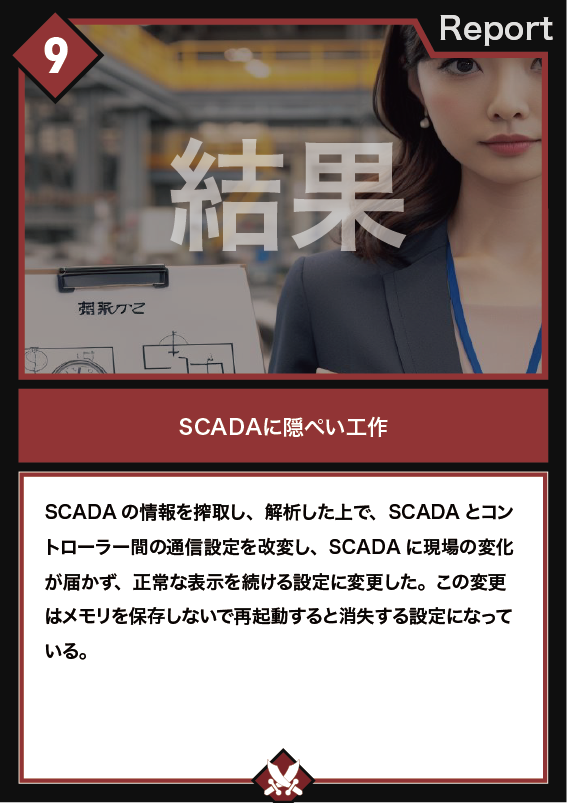 Report
9
結果
SCADAに隠ぺい工作
SCADA の情報を搾取し、解析した上で、SCADA とコン
トローラー間の通信設定を改変し、SCADA に現場の変化
が届かず、正常な表示を続ける設定に変更した。この変更
はメモリを保存しないで再起動すると消失する設定になって
いる。